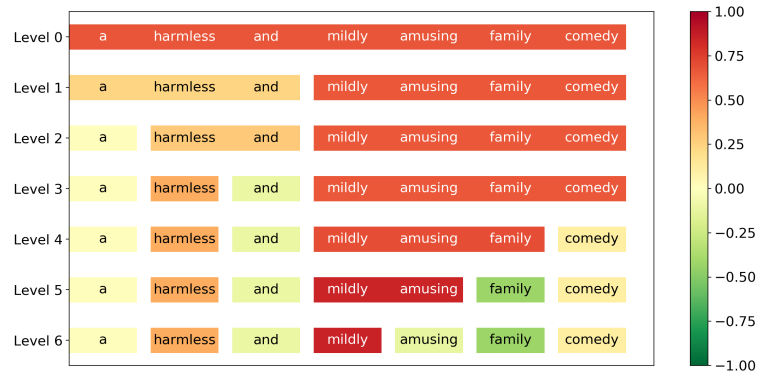 Level 0 a harmless and mildly amusing family comedy
Level 1 a harmless and mildly amusing family comedy
Level 2 a harmless and mildly amusing family comedy
Level 3 a harmless and mildly amusing family comedy
Level 4 a harmless and mildly amusing family comedy
Level 5 a harmless and mildly amusing family comedy
Level 6 a harmless and mildly amusing family comedy
1.00
0.75
0.50
0.25
0.00
−0.25
−0.50
−0.75
−1.00